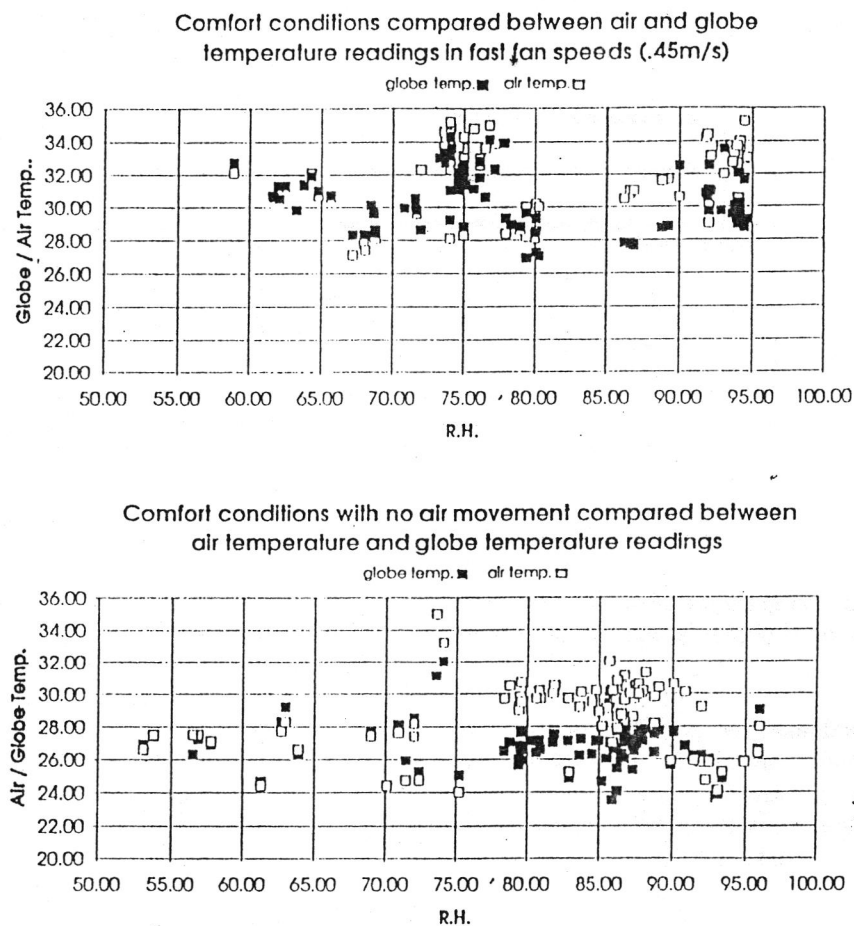 Comfort conditions compared between air and globe
temperature readings in fast fan speeds (.45m/s)
globe temp. air temp.
36.00
34.00
32.00
30.00
28.00
26.00
24.00
22.00
20.00
Globe / Air Temp..
50.00 55.00 60.00 65.00 70.00 75.00 80.00 85.00 90.00 95.00 100.00
R.H.
Comfort conditions with no air movement compared between
air temperature and globe temperature readings
globe temp. air temp.
36.00
34.00
32.00
30.00
28.00
26.00
24.00
22.00
20.00
Air / Globe Temp.
50.00 55.00 60.00 65.00 70.00 75.00 80.00 85.00 90.00 95.00 100.00
R.H.